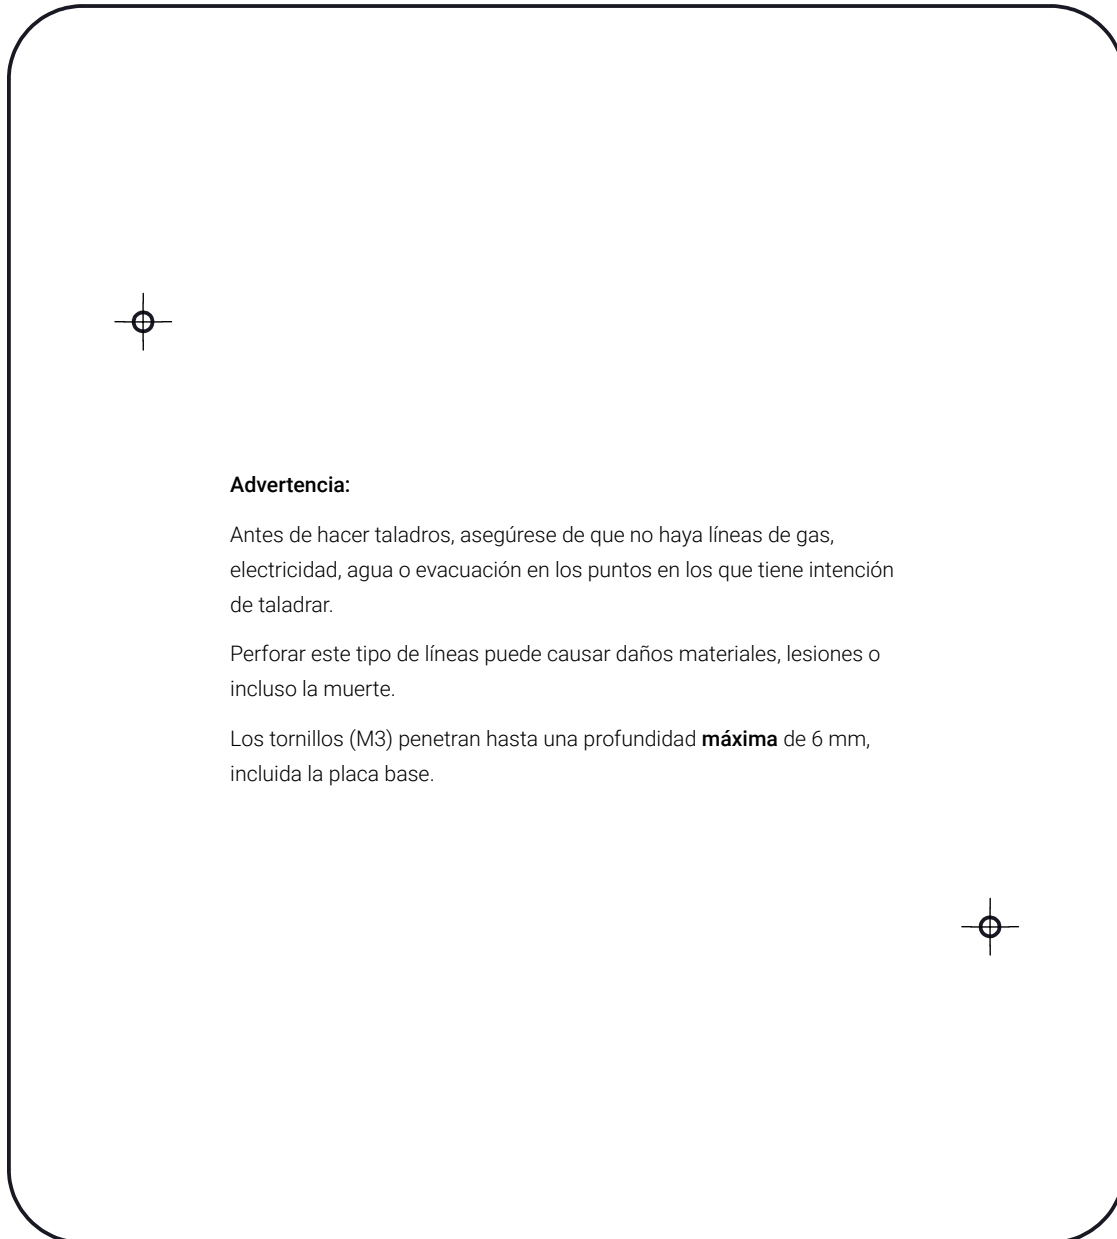 Advertencia:
Antes de hacer taladros, asegúrese de que no haya líneas de gas,
electricidad, agua o evacuación en los puntos en los que tiene intención
de taladrar.
Perforar este tipo de líneas puede causar daños materiales, lesiones o
incluso la muerte.
Los tornillos (M3) penetran hasta una profundidad máxima de 6 mm,
incluida la placa base.